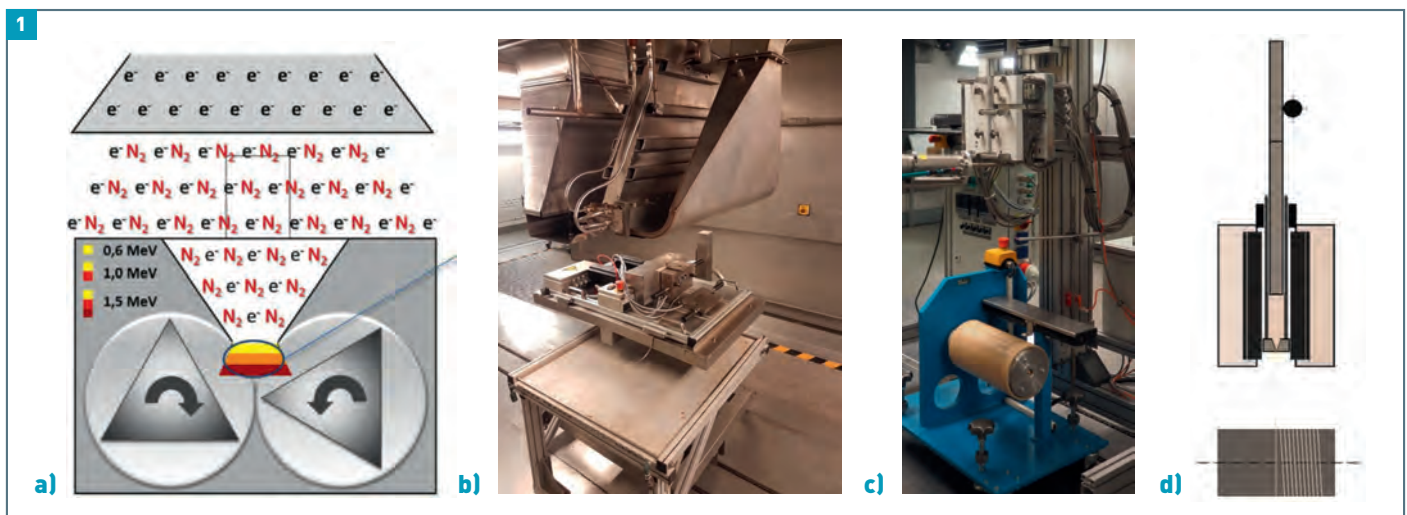 1
e⁻ e⁻ e⁻ e⁻ e⁻ e⁻ e⁻ e⁻ e⁻
e⁻ e⁻ e⁻ e⁻ e⁻ e⁻ e⁻ e⁻ e⁻ e⁻
e⁻ N₂ e⁻ N₂ e⁻ N₂ e⁻ N₂ e⁻ N₂ e⁻ N₂ e⁻
e⁻ N₂ e⁻ N₂ e⁻ N₂ e⁻ N₂ e⁻ N₂ e⁻ N₂ e⁻ N₂ e⁻
e⁻ N₂ e⁻ N₂ e⁻ N₂ e⁻ N₂ e⁻ N₂ e⁻ N₂ e⁻ N₂ e⁻ N₂ e⁻
N₂ e⁻ N₂ e⁻ N₂ e⁻ N₂
N₂ e⁻ N₂ e⁻
N₂ e⁻ N₂
0,6 MeV
1,0 MeV
1,5 MeV
a)
b)
c)
d)